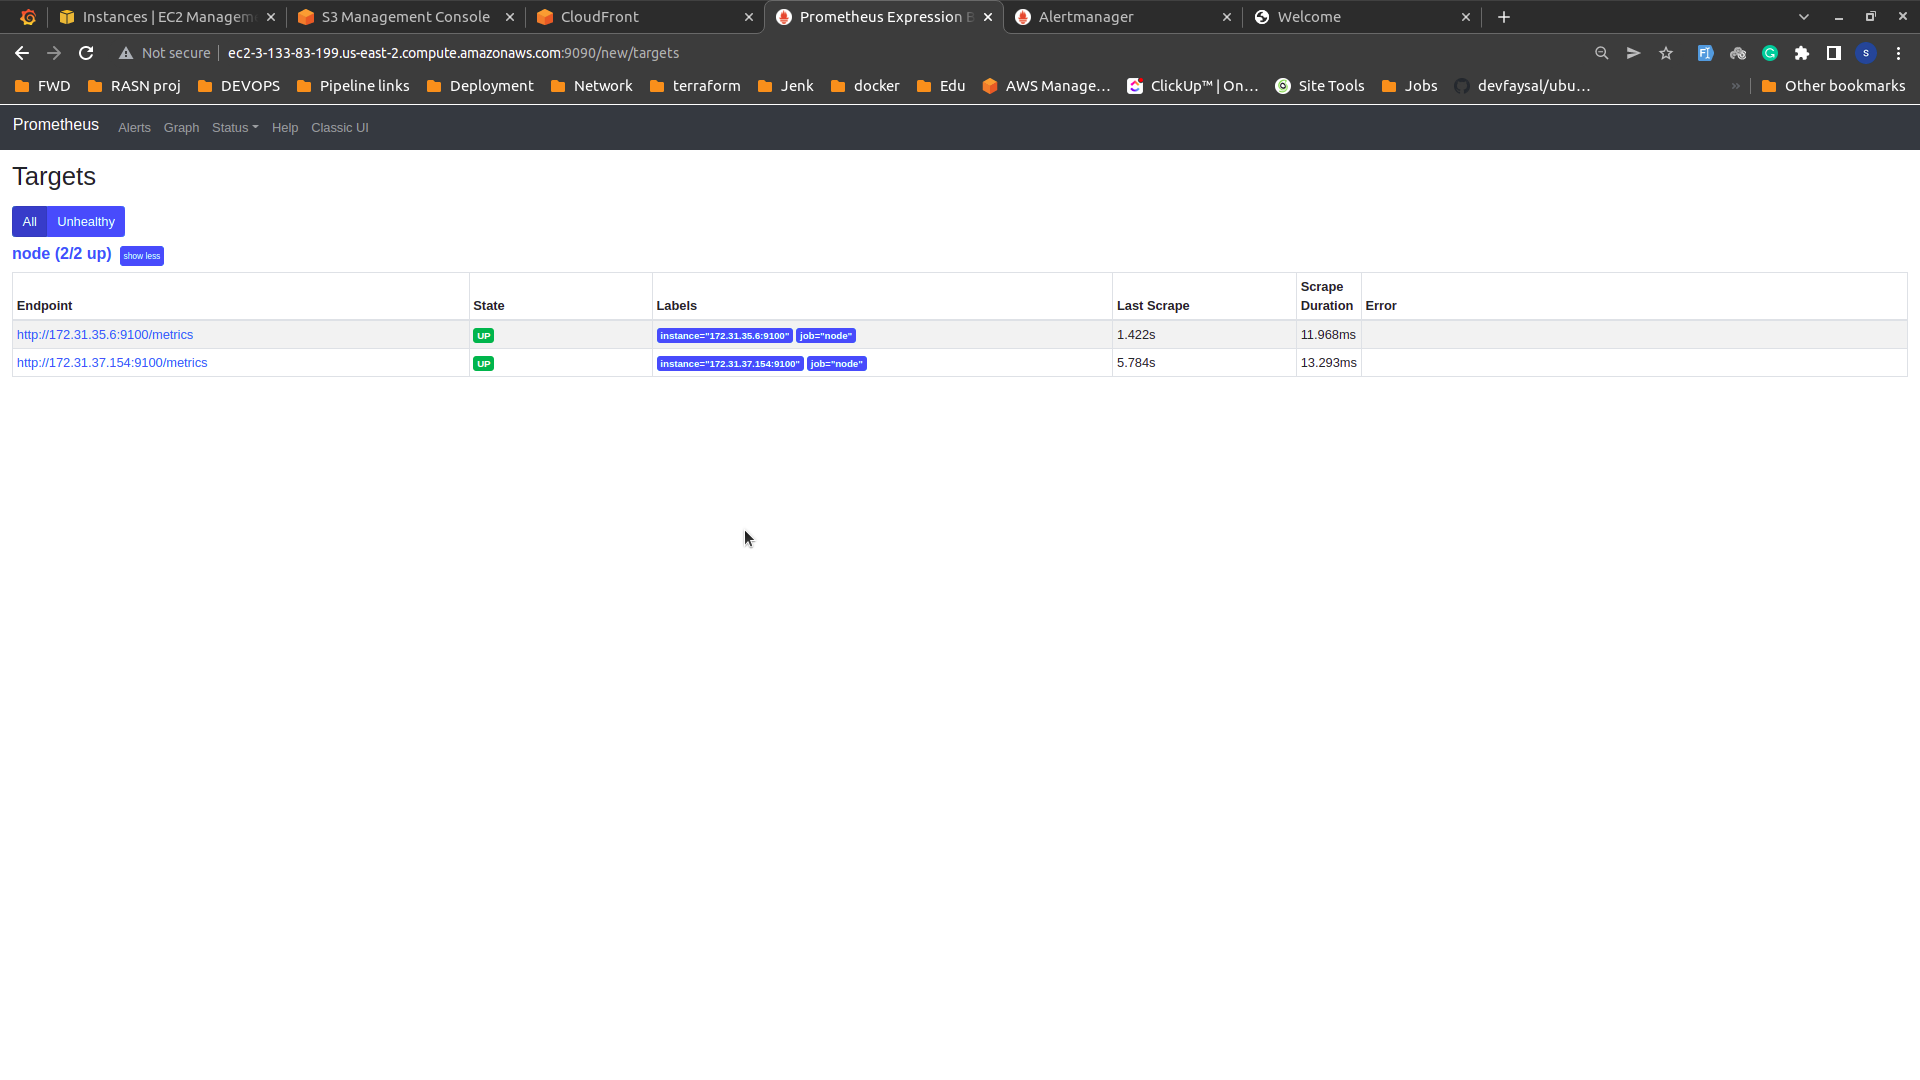 Instances | EC2 Managem
S3 Management Console
CloudFront
Prometheus Expression B
Alertmanager
Welcome
Not secure
ec2-3-133-83-199.us-east-2.compute.amazonaws.com:9090/new/targets
S
FWD
RASN proj
DEVOPS
Pipeline links
Deployment
Network
terraform
Jenk
docker
Edu
AWS Manage...
ClickUp™ | On...
Site Tools
Jobs
devfaysal/ubu...
»
Other bookmarks
Prometheus Alerts Graph Status Help Classic UI
Targets
All Unhealthy
node (2/2 up) show less
Endpoint State Labels Last Scrape Scrape Duration Error
http://172.31.35.6:9100/metrics UP instance="172.31.35.6:9100" job="node" 1.422s 11.968ms
http://172.31.37.154:9100/metrics UP instance="172.31.37.154:9100" job="node" 5.784s 13.293ms